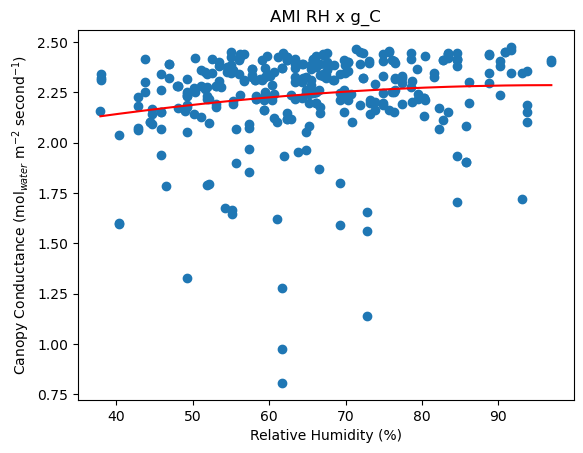 AMI RH x g_C
Canopy Conductance (mol_water m⁻² second⁻¹)
2.50
2.25
2.00
1.75
1.50
1.25
1.00
0.75
40 50 60 70 80 90
Relative Humidity (%)